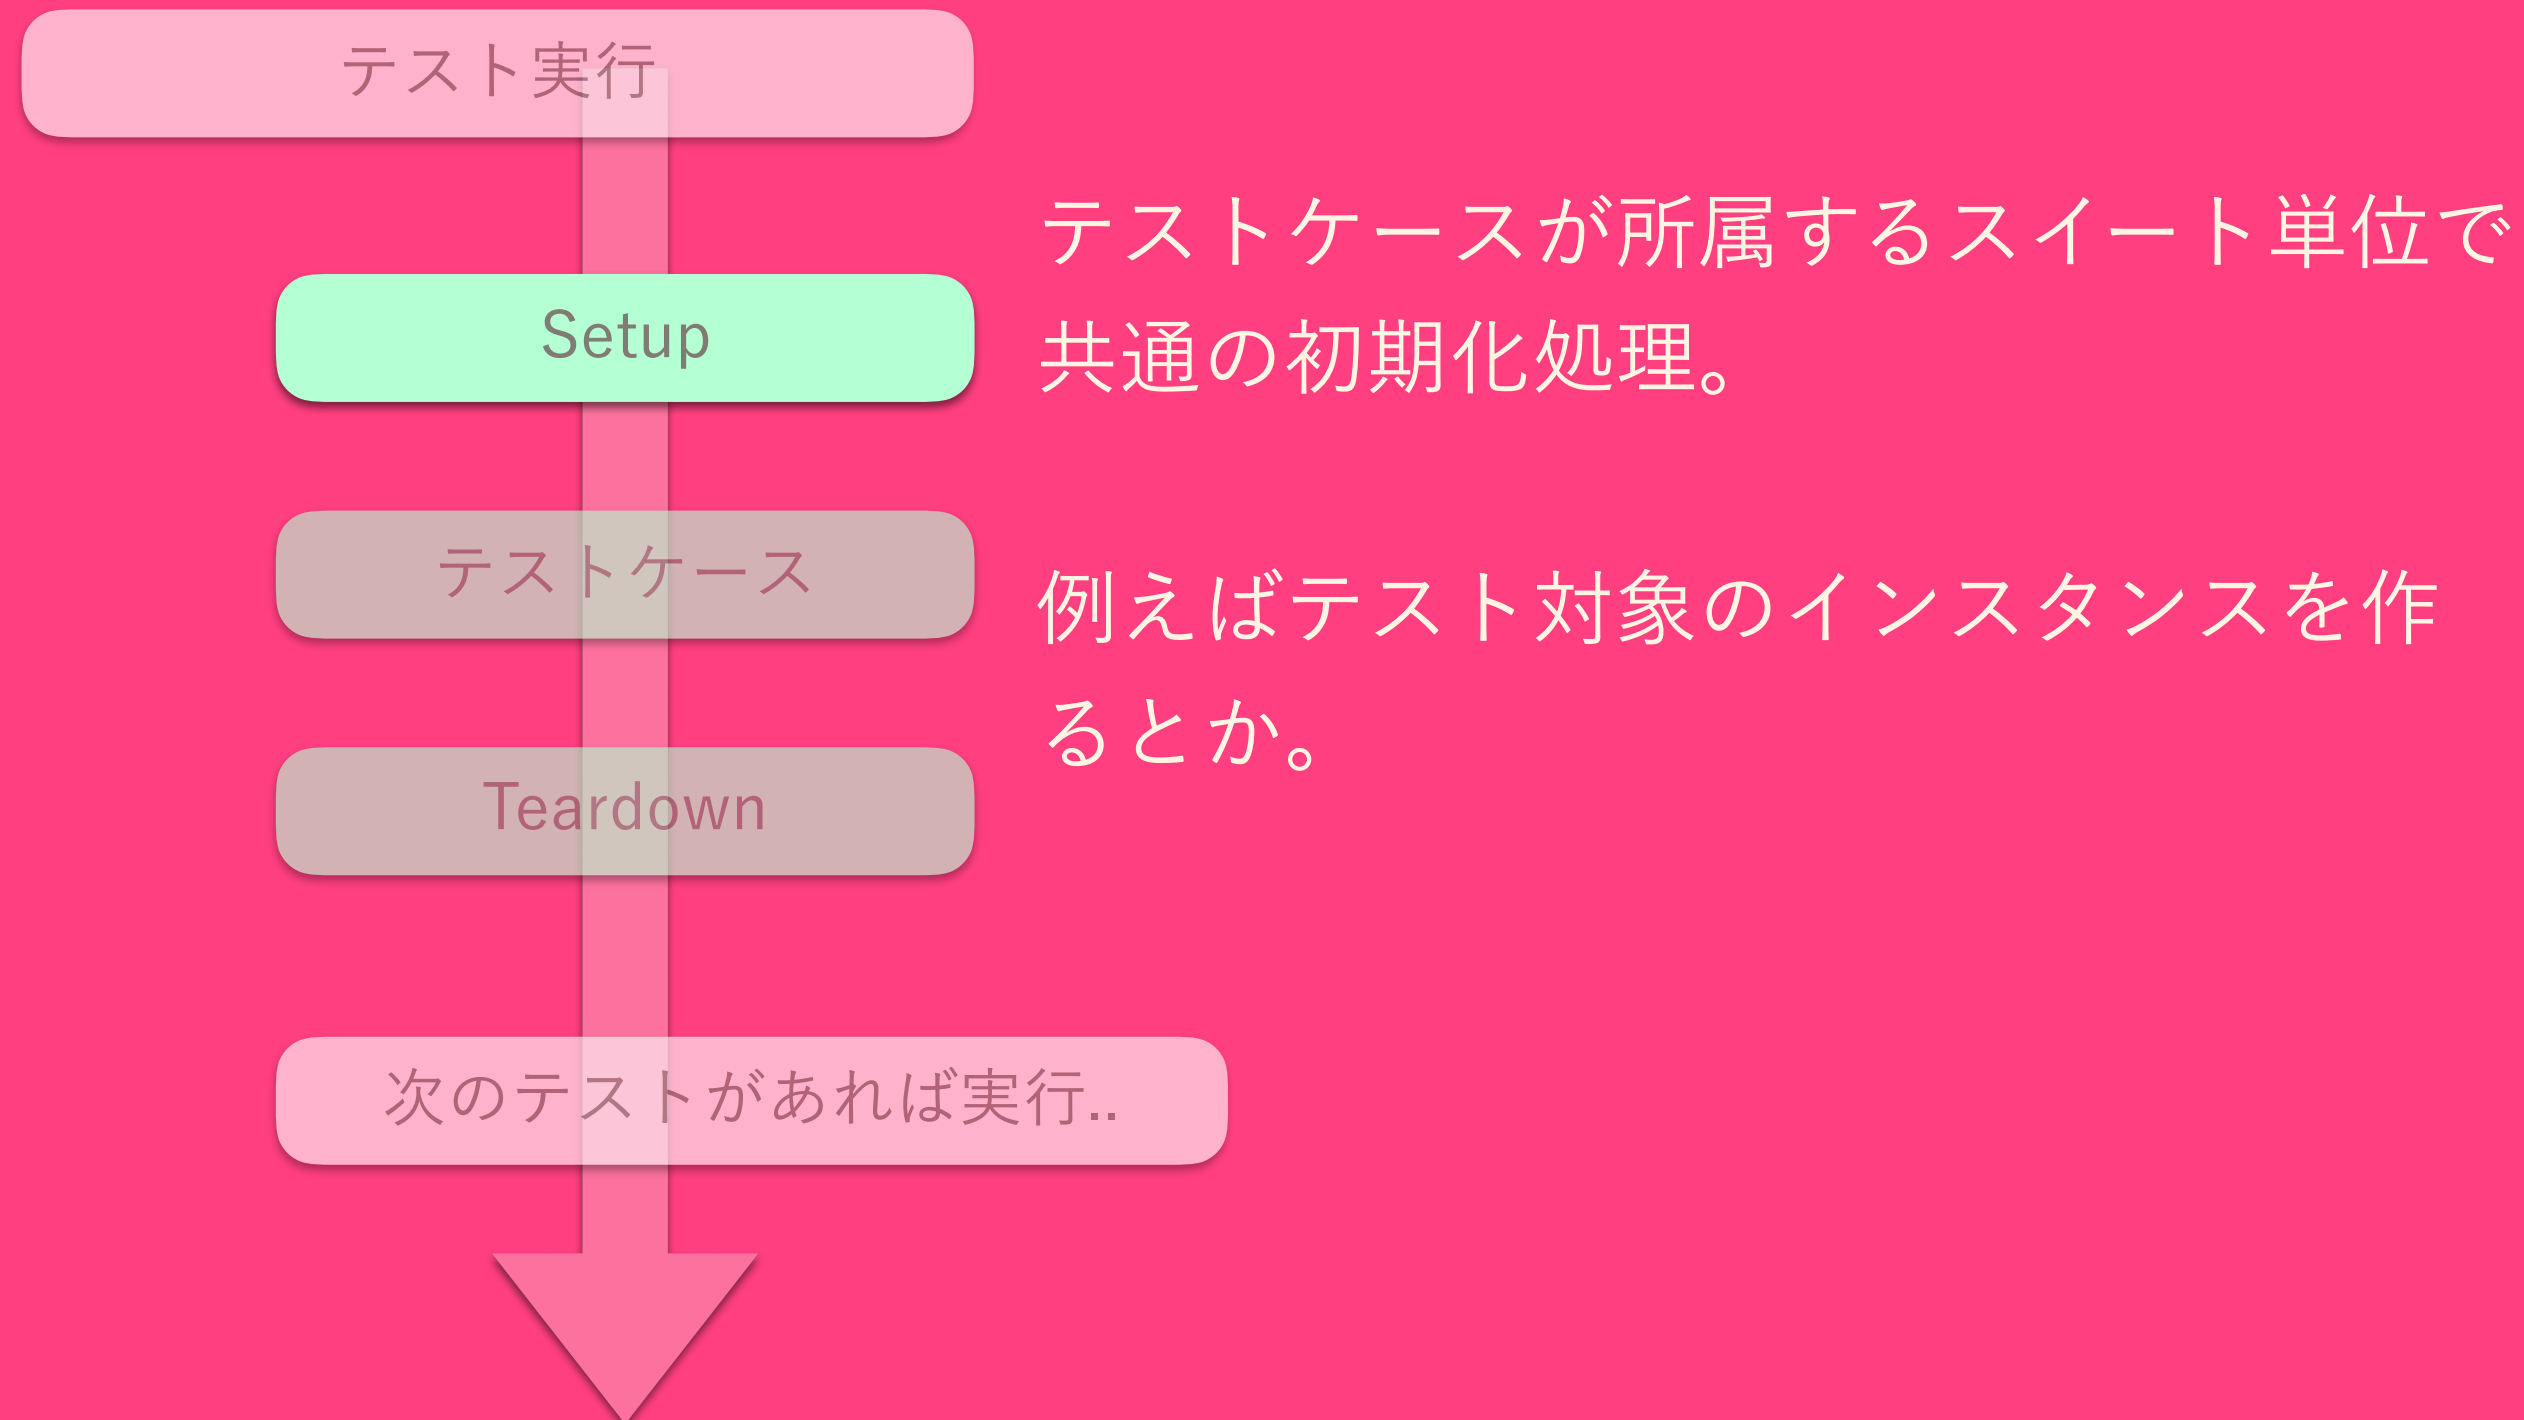 テスト実行
Setup
テストケース
Teardown
次のテストがあれば実行..
テストケースが所属するスイート単位で
共通の初期化処理。
例えばテスト対象のインスタンスを作
るとか。